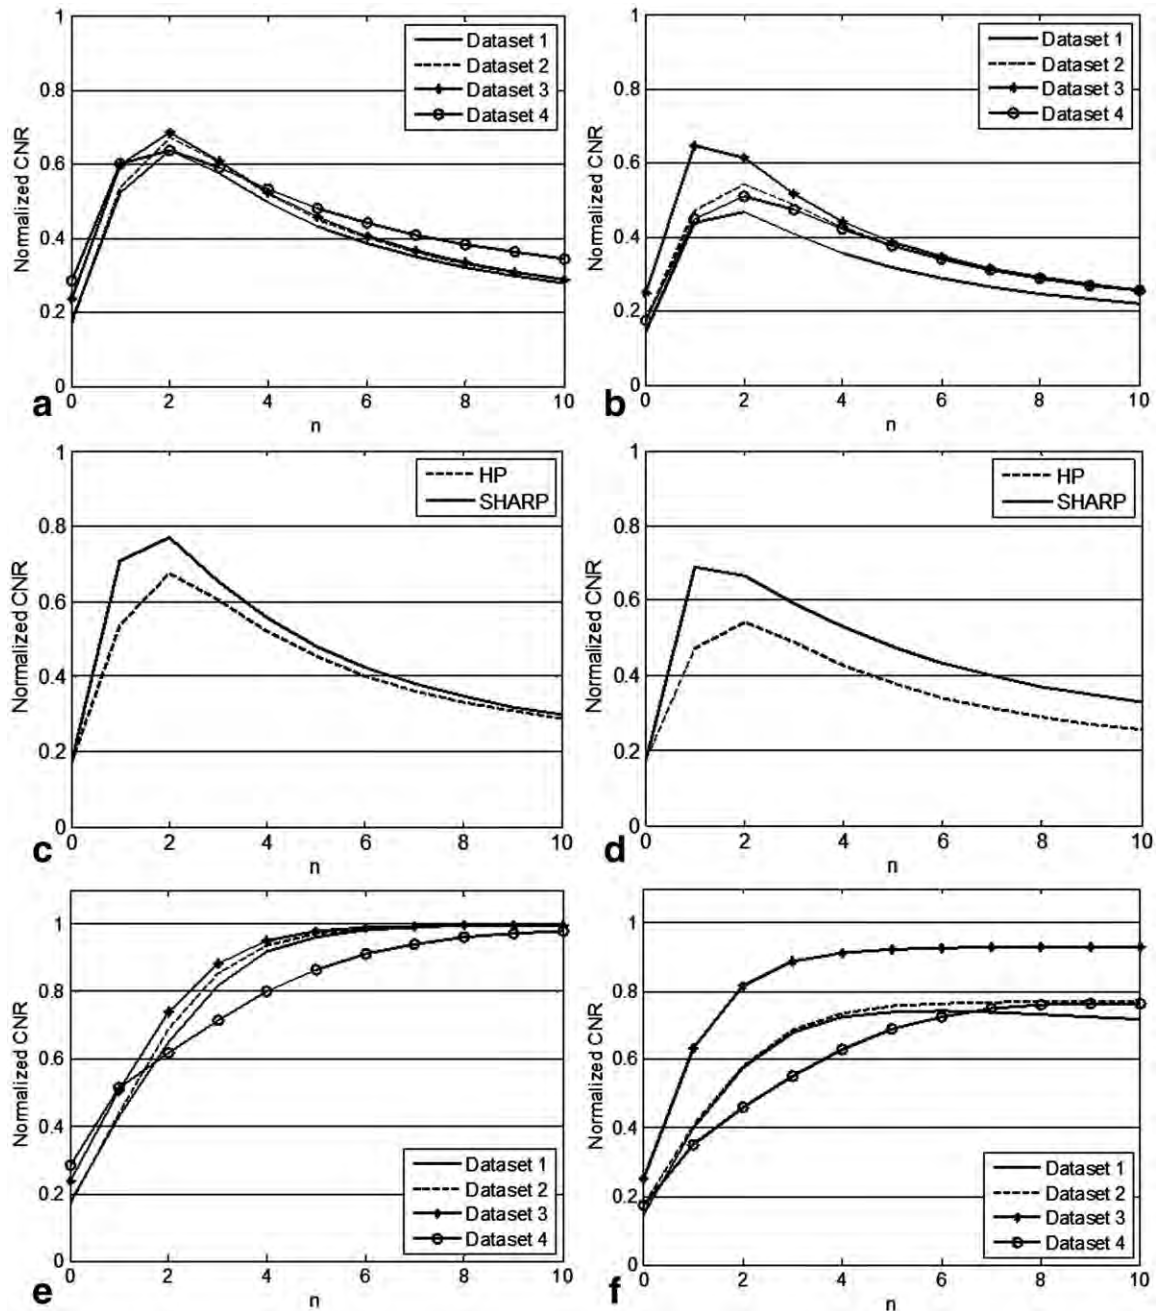 1
0.8
0.6
0.4
0.2
0
Normalized CNR
0 2 4 6 8 10
n
a
Dataset 1
Dataset 2
Dataset 3
Dataset 4
1
0.8
0.6
0.4
0.2
0
Normalized CNR
0 2 4 6 8 10
n
b
Dataset 1
Dataset 2
Dataset 3
Dataset 4
1
0.8
0.6
0.4
0.2
0
Normalized CNR
0 2 4 6 8 10
n
c
HP
SHARP
1
0.8
0.6
0.4
0.2
0
Normalized CNR
0 2 4 6 8 10
n
d
HP
SHARP
1
0.8
0.6
0.4
0.2
0
Normalized CNR
0 2 4 6 8 10
n
e
Dataset 1
Dataset 2
Dataset 3
Dataset 4
1
0.8
0.6
0.4
0.2
0
Normalized CNR
0 2 4 6 8 10
n
f
Dataset 1
Dataset 2
Dataset 3
Dataset 4